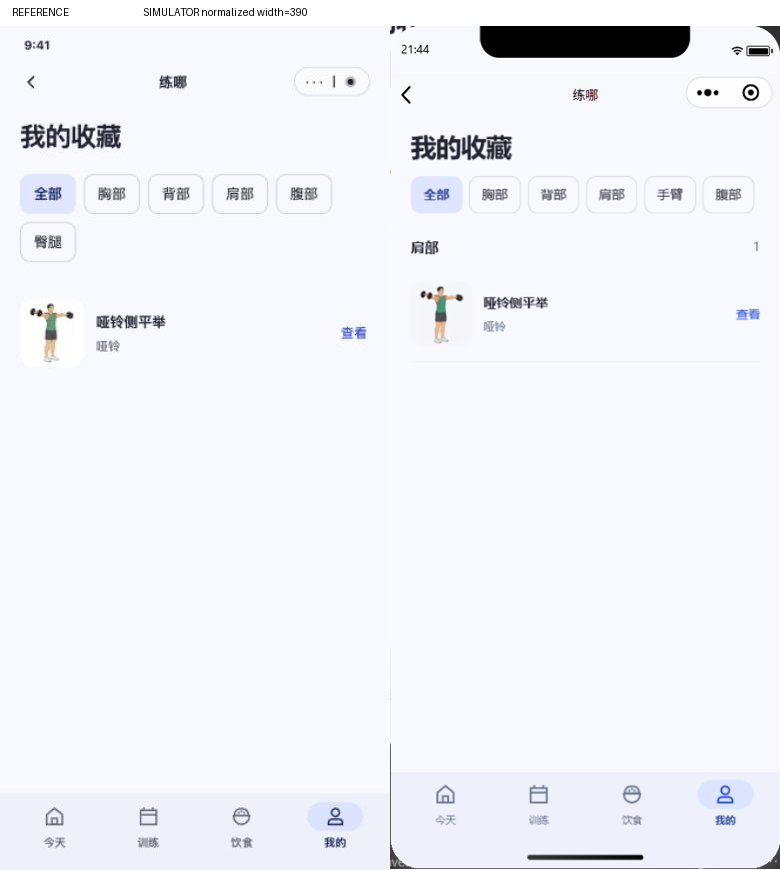 REFERENCE
SIMULATOR normalized width=390
9:41
练哪
我的收藏
全部
胸部
背部
肩部
腹部
臀腿
哑铃侧平举
哑铃
查看
今天
训练
饮食
我的
21:44
练哪
我的收藏
全部
胸部
背部
肩部
手臂
腹部
肩部
1
哑铃侧平举
哑铃
查看
今天
训练
饮食
我的